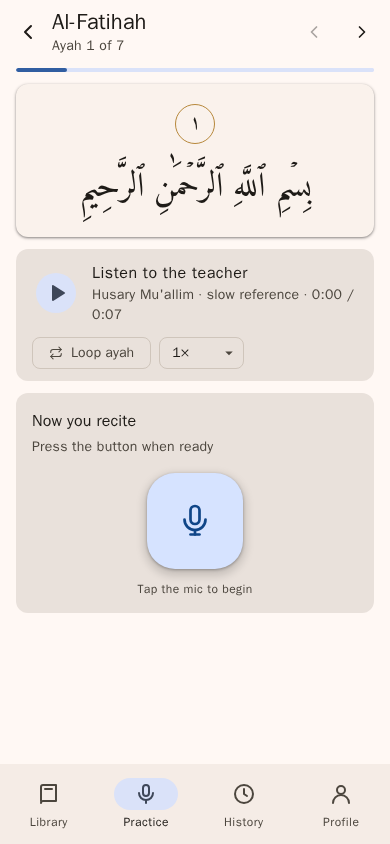 Al-Fatihah
Ayah 1 of 7
١
بِسْمِ ٱللَّهِ ٱلرَّحْمَٰنِ ٱلرَّحِيمِ
Listen to the teacher
Husary Mu'allim · slow reference · 0:00 /
0:07
Loop ayah
1×
Now you recite
Press the button when ready
Tap the mic to begin
Library
Practice
History
Profile